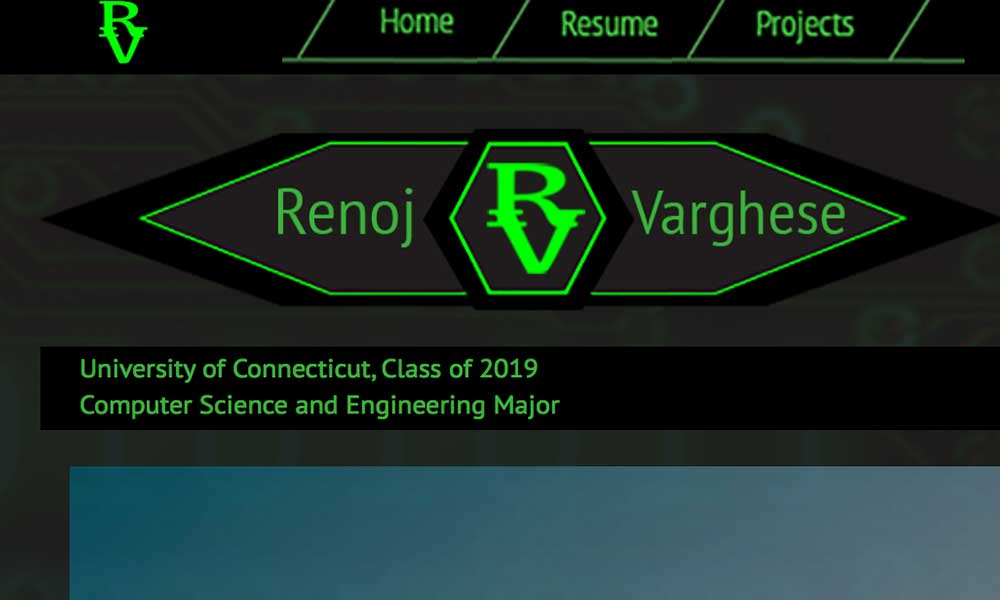 RV
Home Resume Projects
Renoj RV Varghese
University of Connecticut, Class of 2019
Computer Science and Engineering Major